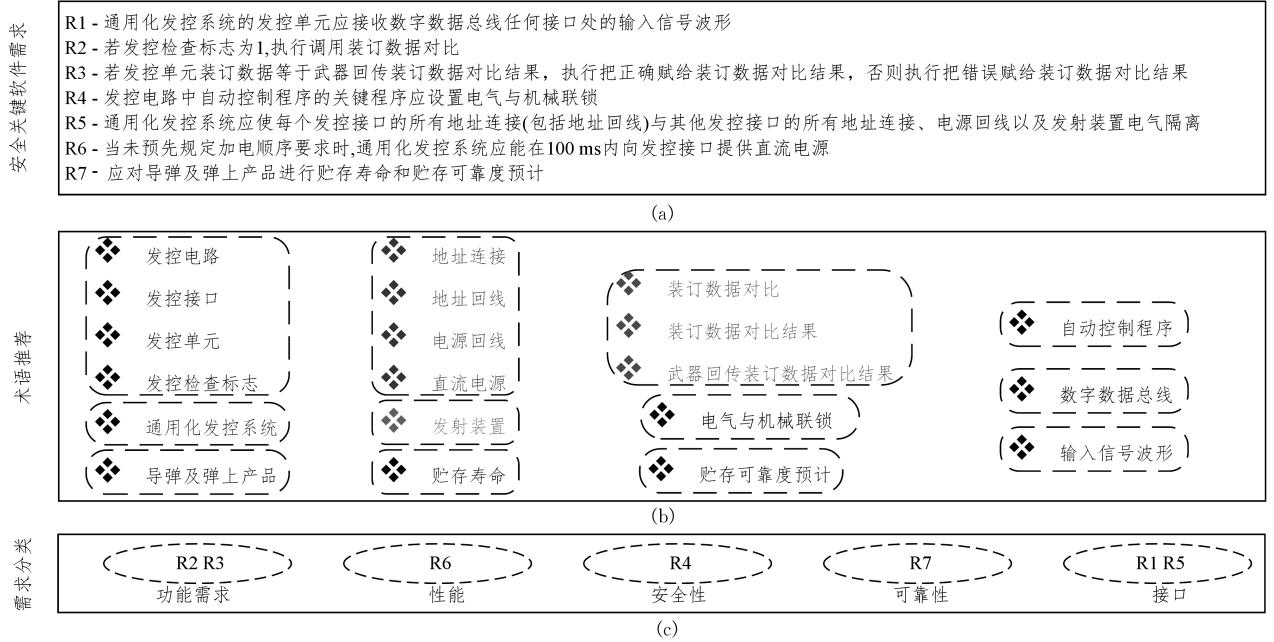 安全关键软件需求
R1 - 通用化发控系统的发控单元应接收数字数据总线任何接口处的输入信号波形
R2 - 若发控检查标志为1,执行调用装订数据对比
R3 - 若发控单元装订数据等于武器回传装订数据对比结果，执行把正确赋给装订数据对比结果，否则执行把错误赋给装订数据对比结果
R4 - 发控电路中自动控制程序的关键程序应设置电气与机械联锁
R5 - 通用化发控系统应使每个发控接口的所有地址连接(包括地址回线)与其他发控接口的所有地址连接、电源回线以及发射装置电气隔离
R6 - 当未预先规定加电顺序要求时,通用化发控系统应能在100 ms内向发控接口提供直流电源
R7 - 应对导弹及弹上产品进行贮存寿命和贮存可靠度预计
(a)
术语推荐
发控电路
发控接口
发控单元
发控检查标志
通用化发控系统
导弹及弹上产品
地址连接
地址回线
电源回线
直流电源
发射装置
贮存寿命
装订数据对比
装订数据对比结果
武器回传装订数据对比结果
电气与机械联锁
贮存可靠度预计
自动控制程序
数字数据总线
输入信号波形
(b)
需求分类
R2 R3
功能需求
R6
性能
R4
安全性
R7
可靠性
R1 R5
接口
(c)